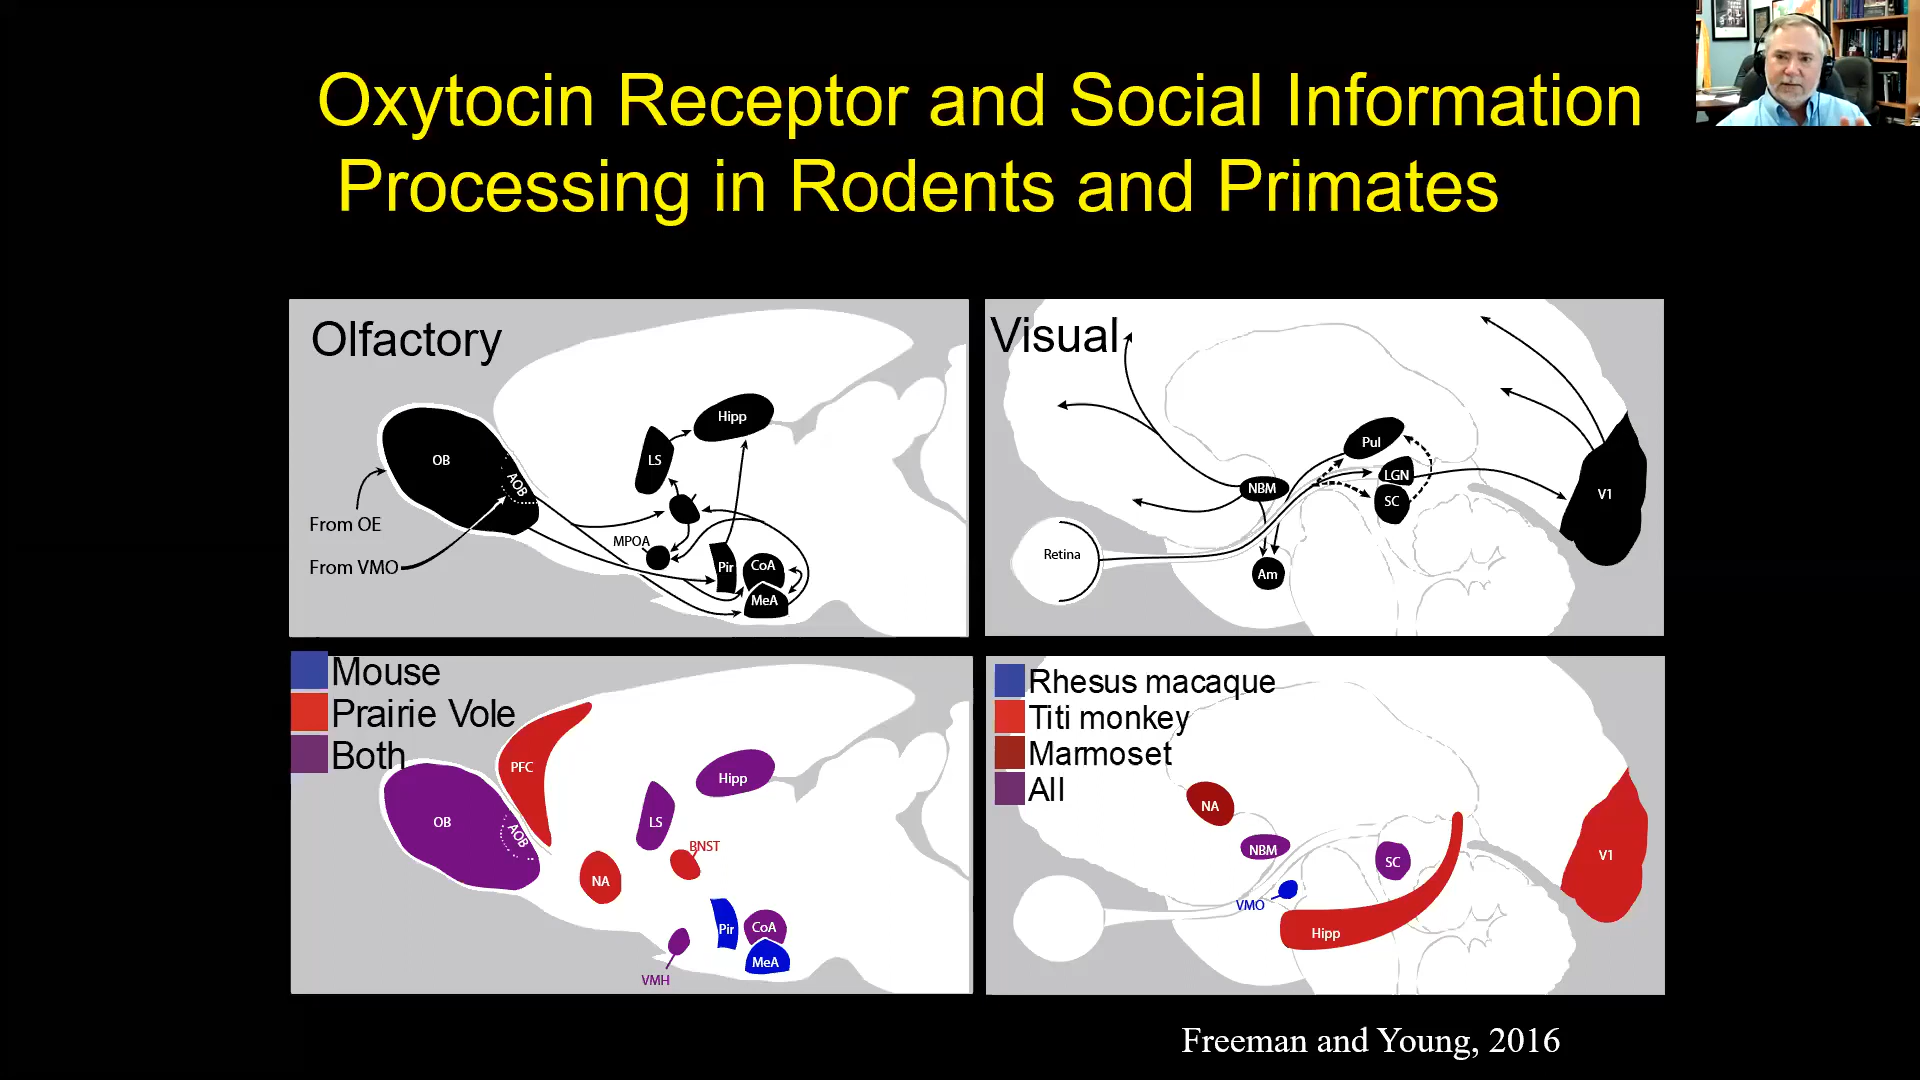 Oxytocin Receptor and Social Information
Processing in Rodents and Primates
Olfactory
Hipp
LS
OB
AOB
From OE
From VMO
MPOA
Pir
CoA
MeA
Visual
Pul
LGN
NBM
SC
V1
Retina
Am
Mouse
Prairie Vole
Both
PFC
Hipp
OB
AOB
LS
BNST
NA
Pir
CoA
MeA
VMH
Rhesus macaque
Titi monkey
Marmoset
All
NA
NBM
SC
V1
VMO
Hipp
Freeman and Young, 2016